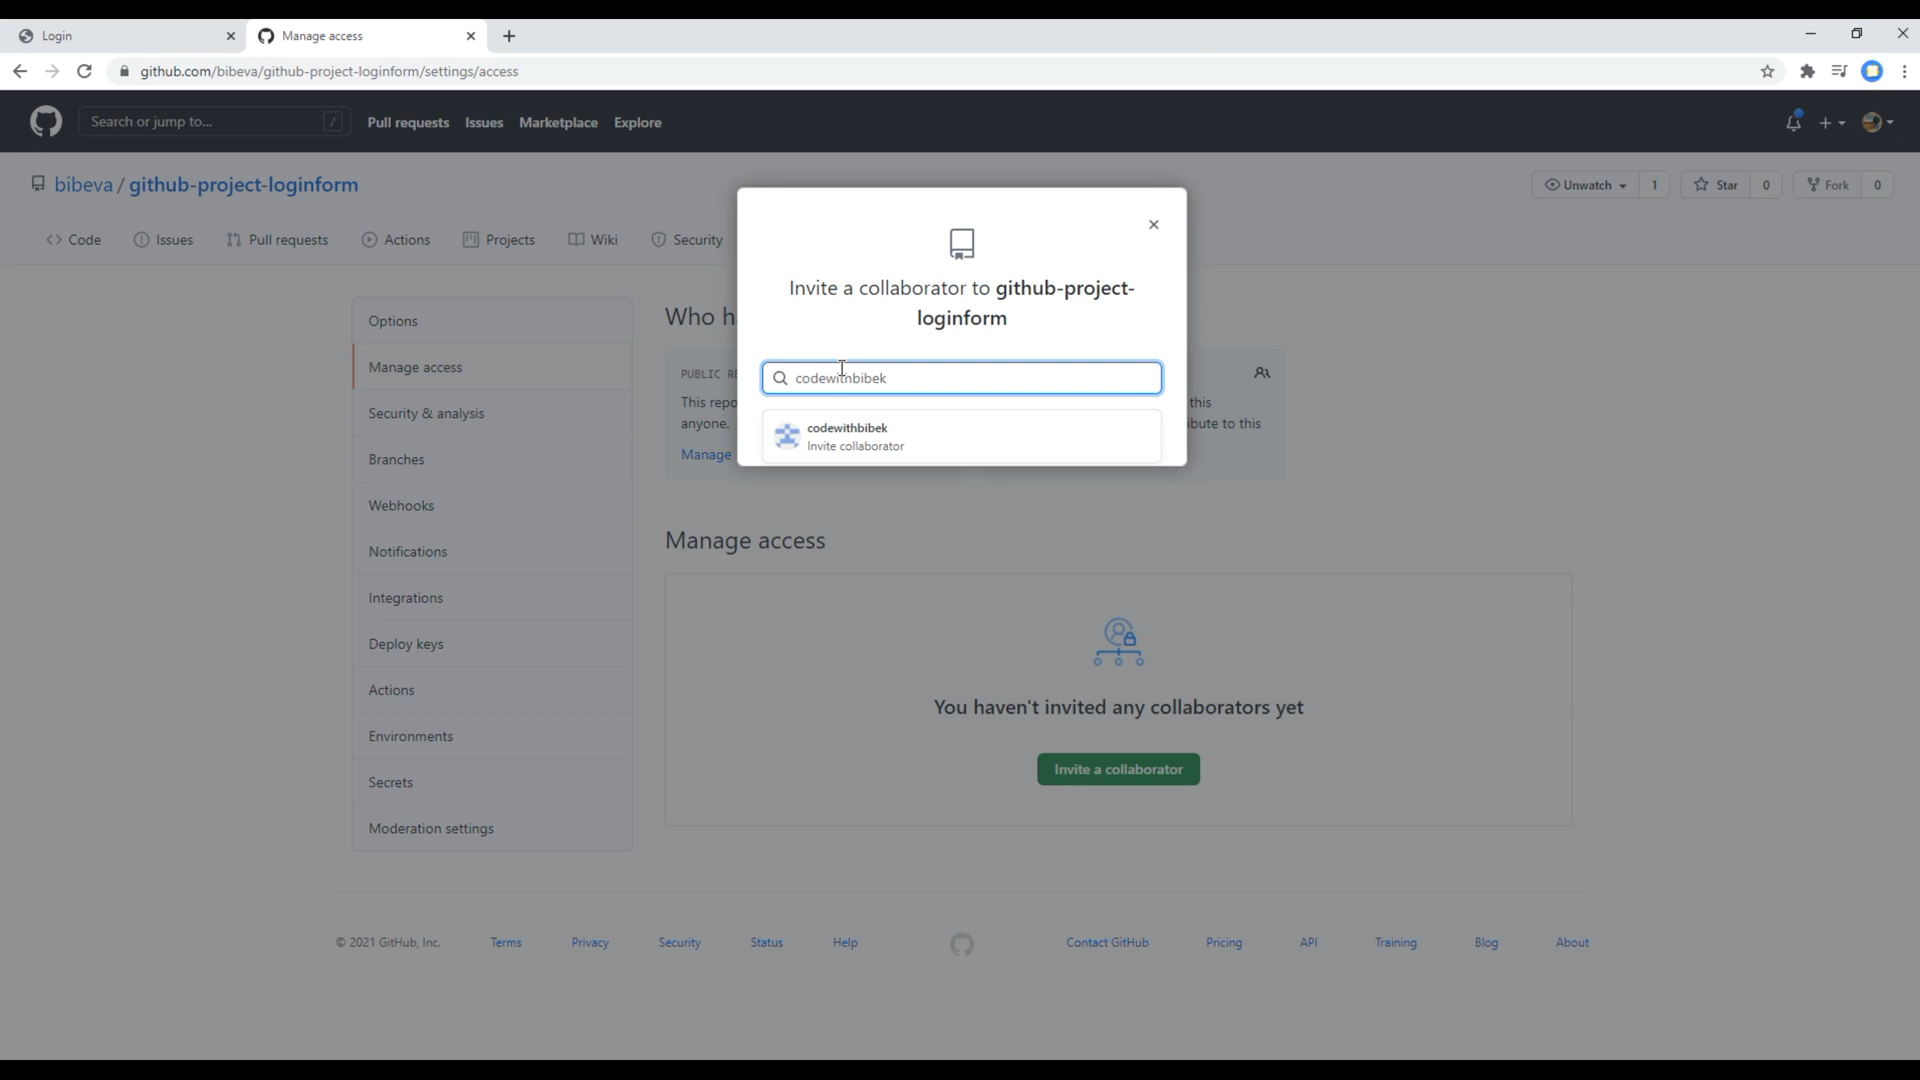 Login
Manage access
github.com/bibeva/github-project-loginform/settings/access
Search or jump to...
/
Pull requests
Issues
Marketplace
Explore
bibeva / github-project-loginform
Unwatch
1
Star
0
Fork
0
Code
Issues
Pull requests
Actions
Projects
Wiki
Security
Invite a collaborator to github-project-
loginform
codewithbibek
codewithbibek
Invite collaborator
Options
Manage access
Security & analysis
Branches
Webhooks
Notifications
Integrations
Deploy keys
Actions
Environments
Secrets
Moderation settings
Who h
PUBLIC RE
This repo
anyone.
Manage
this
ibute to this
Manage access
You haven't invited any collaborators yet
Invite a collaborator
© 2021 GitHub, Inc.
Terms
Privacy
Security
Status
Help
Contact GitHub
Pricing
API
Training
Blog
About